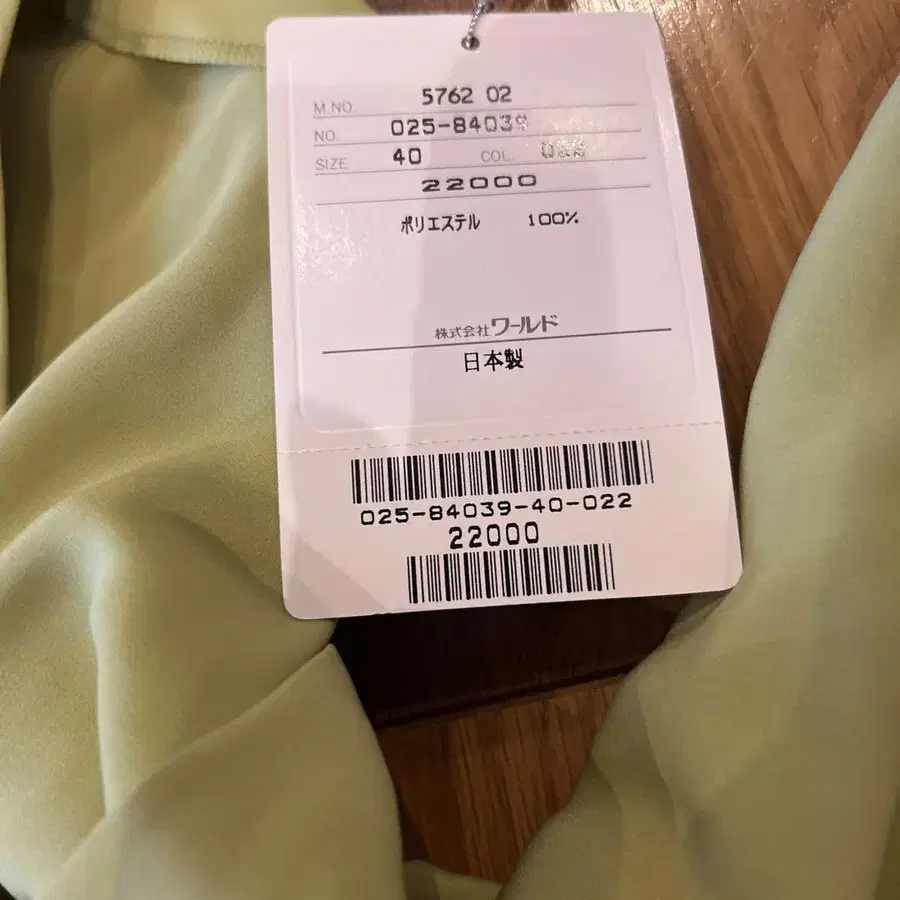 M.NO. 5762 02
NO. 025-84039
SIZE 40 COL.
22000
ポリエステル 100%
株式会社ワールド
日本製
025-84039-40-022
22000